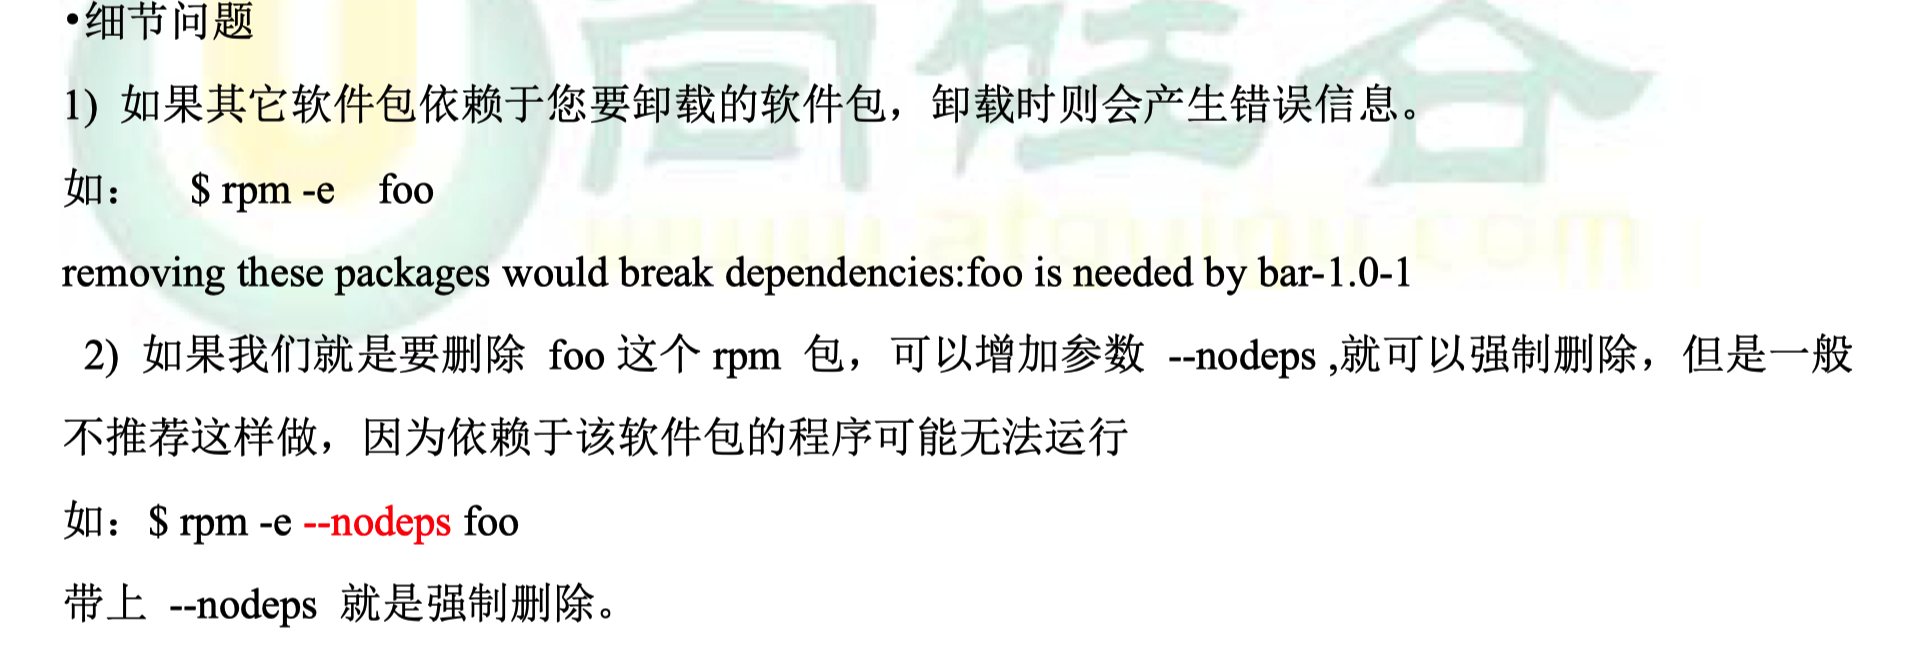 •细节问题
1) 如果其它软件包依赖于您要卸载的软件包，卸载时则会产生错误信息。
如： $ rpm -e foo
removing these packages would break dependencies:foo is needed by bar-1.0-1
2) 如果我们就是要删除 foo 这个 rpm 包，可以增加参数 --nodeps ,就可以强制删除，但是一般
不推荐这样做，因为依赖于该软件包的程序可能无法运行
如：$ rpm -e --nodeps foo
带上 --nodeps 就是强制删除。
尚硅谷
www.atguigu.com